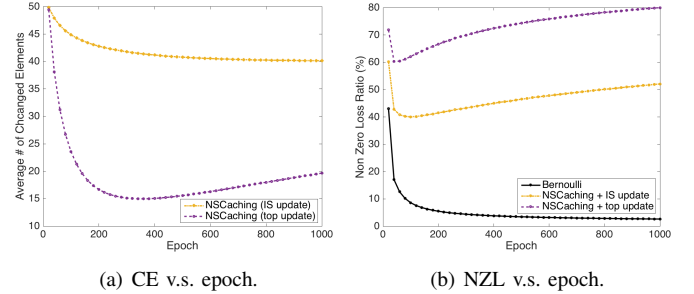 50
45
40
35
30
25
20
15
10
Average # of Chcanged Elements
0
200
400
600
800
1000
Epoch
NSCaching (IS update)
NSCaching (top update)
(a) CE v.s. epoch.
80
70
60
50
40
30
20
10
0
Non Zero Loss Ratio (%)
0
200
400
600
800
1000
Epoch
Bernoulli
NSCaching + IS update
NSCaching + top update
(b) NZL v.s. epoch.